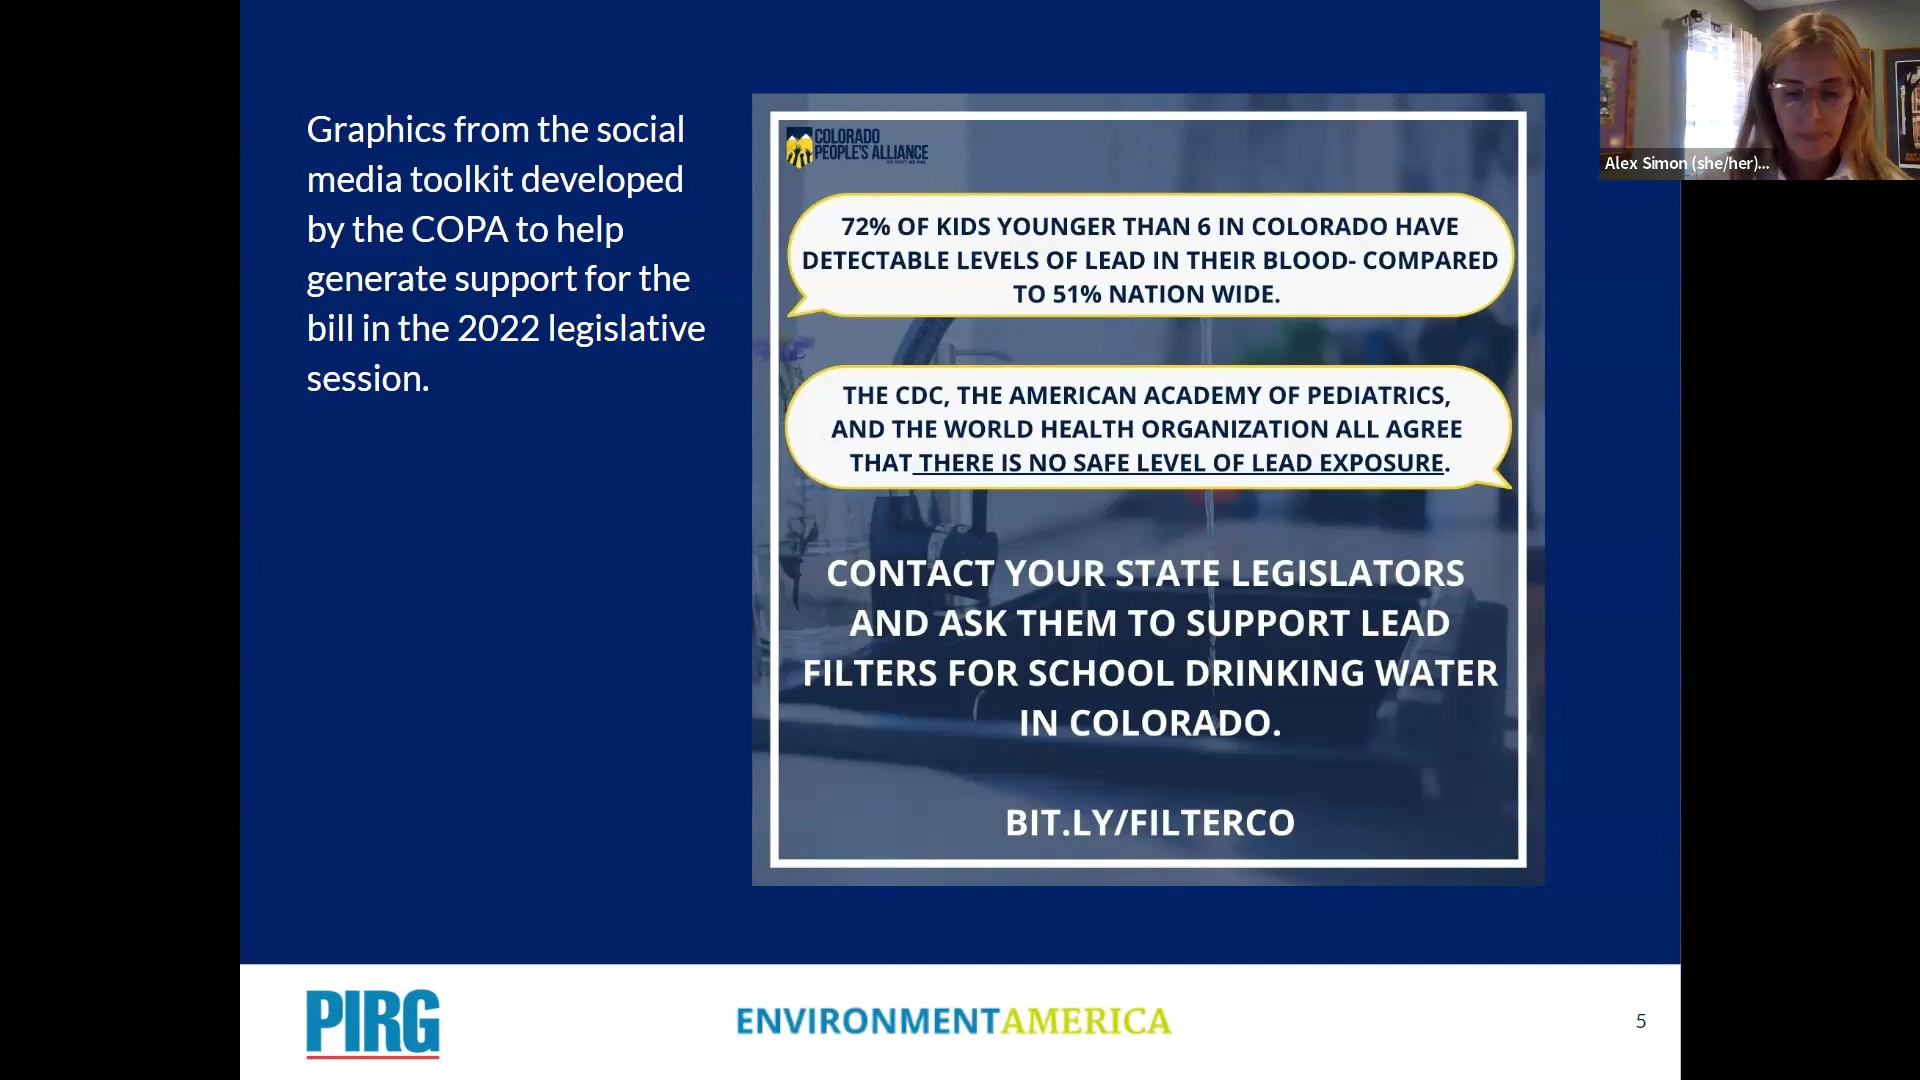 Graphics from the social
media toolkit developed
by the COPA to help
generate support for the
bill in the 2022 legislative
session.
COLORADO
PEOPLE'S ALLIANCE
72% OF KIDS YOUNGER THAN 6 IN COLORADO HAVE
DETECTABLE LEVELS OF LEAD IN THEIR BLOOD- COMPARED
TO 51% NATION WIDE.
THE CDC, THE AMERICAN ACADEMY OF PEDIATRICS,
AND THE WORLD HEALTH ORGANIZATION ALL AGREE
THAT THERE IS NO SAFE LEVEL OF LEAD EXPOSURE.
CONTACT YOUR STATE LEGISLATORS
AND ASK THEM TO SUPPORT LEAD
FILTERS FOR SCHOOL DRINKING WATER
IN COLORADO.
BIT.LY/FILTERCO
Alex Simon (she/her)...
PIRG
ENVIRONMENTAMERICA
5